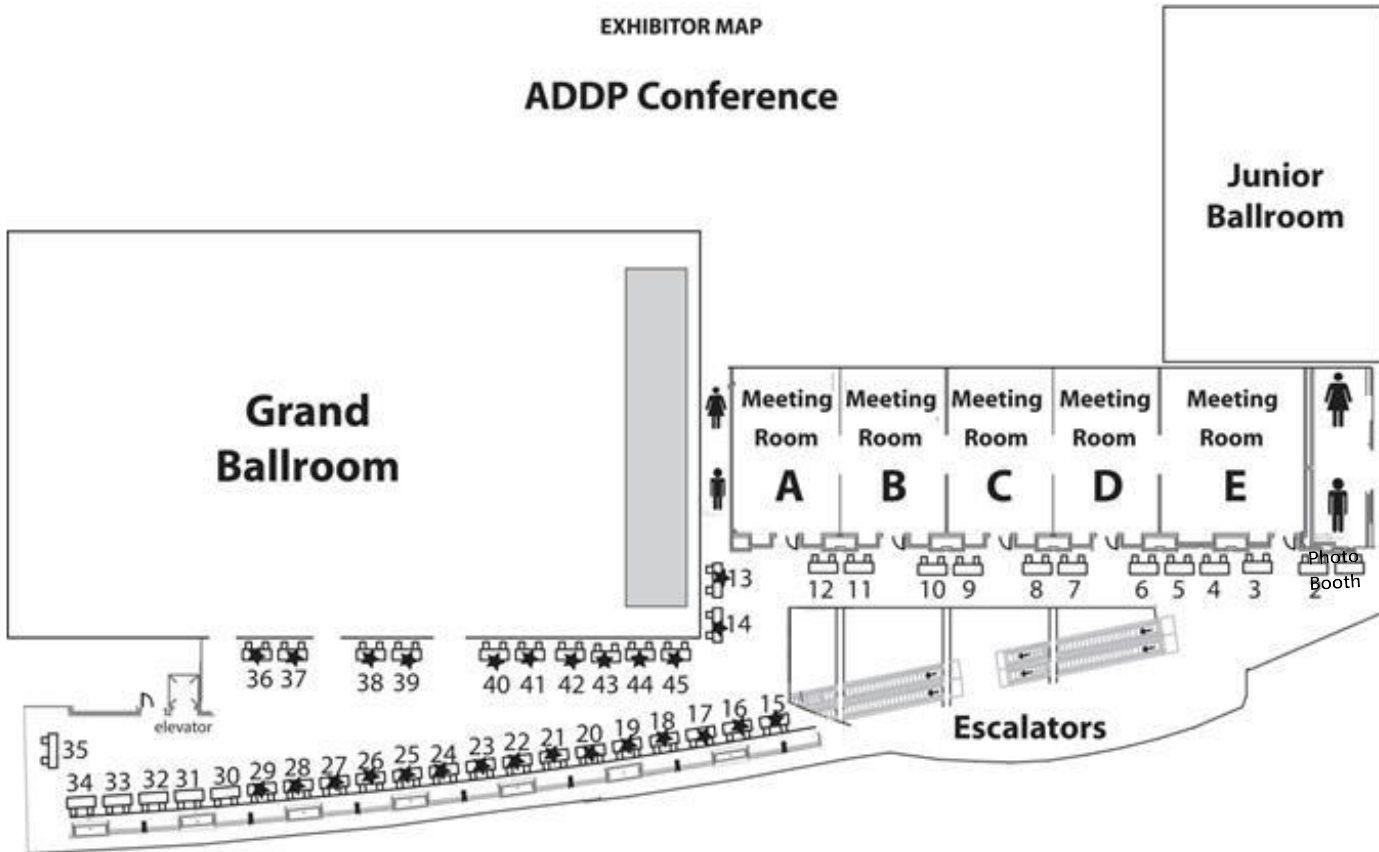 EXHIBITOR MAP
ADDP Conference
Junior
Ballroom
Grand
Ballroom
Meeting
Room
A
Meeting
Room
B
Meeting
Room
C
Meeting
Room
D
Meeting
Room
E
Photo
Booth
12 11 10 9 8 7 6 5 4 3 2
13
14
36 37 38 39 40 41 42 43 44 45
elevator
Escalators
35
34 33 32 31 30 29 28 27 26 25 24 23 22 21 20 19 18 17 16 15